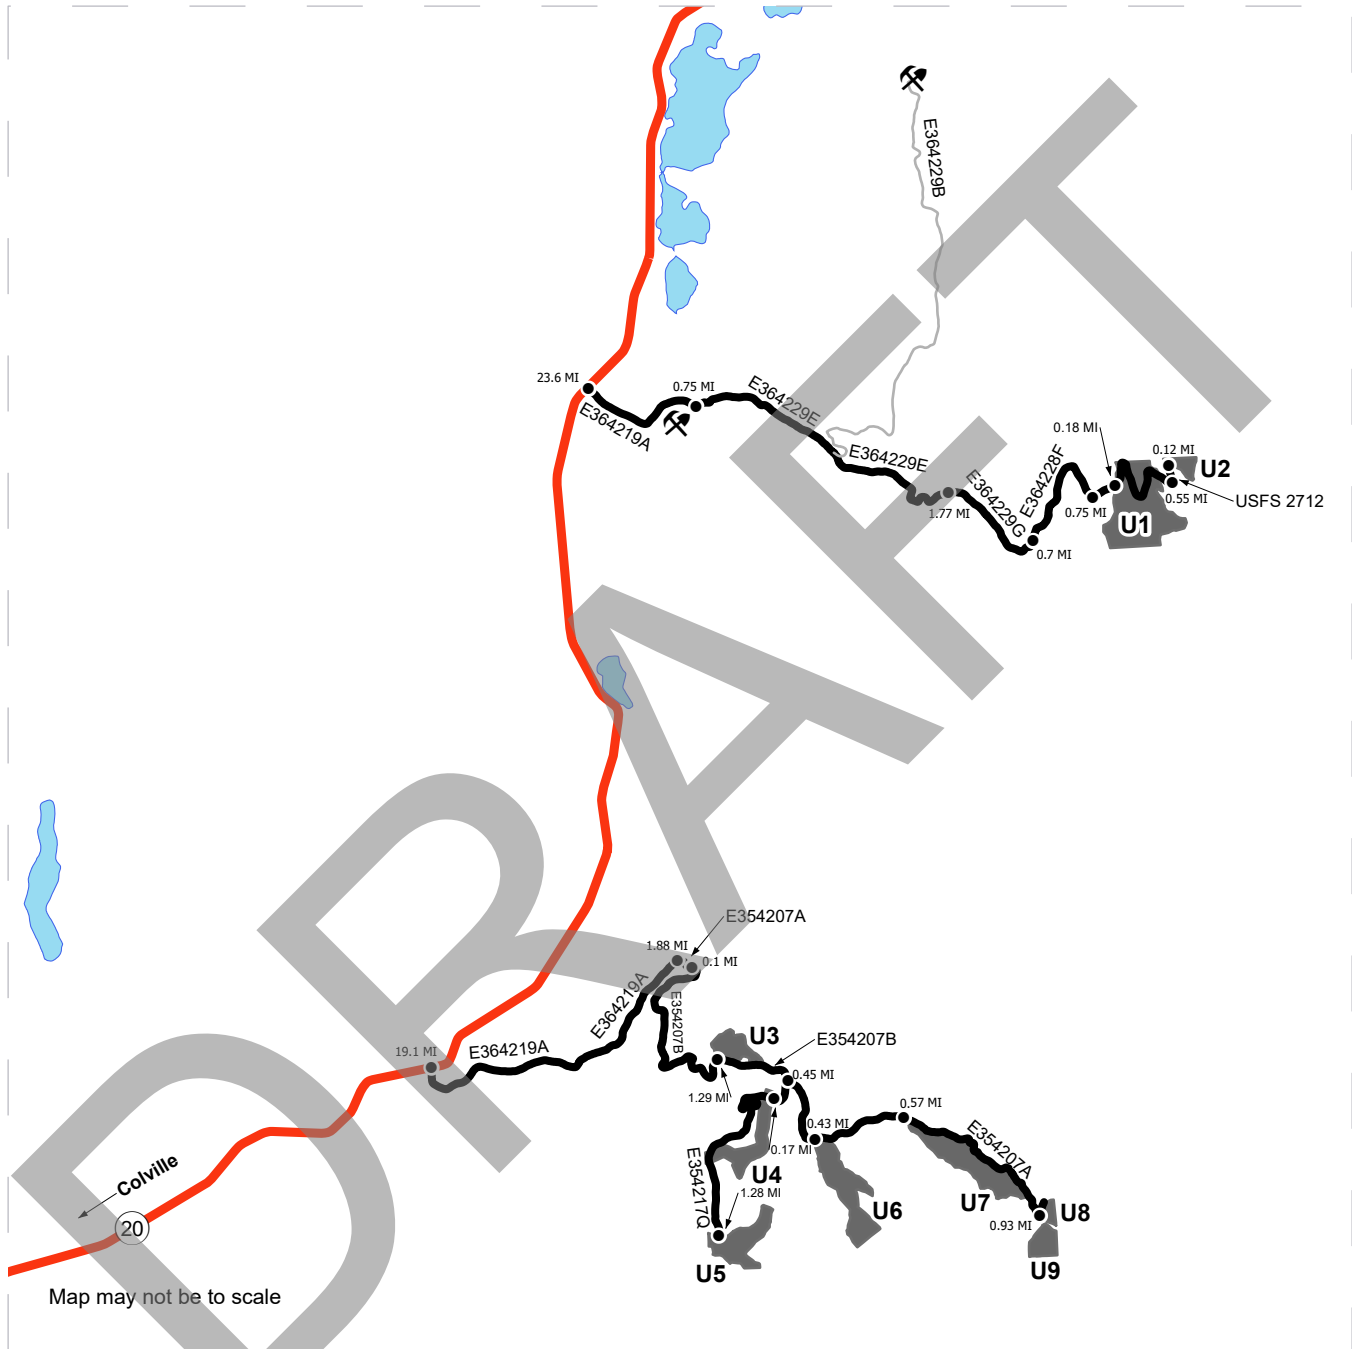 E364229B
23.6 MI
0.75 MI
E364219A
E364229E
E364229E
0.18 MI
0.12 MI
U2
E364228F
E364229G
1.77 MI
0.75 MI
0.55 MI
USFS 2712
U1
0.7 MI
DRAFT
E354207A
1.88 MI
0.1 MI
E364219A
E354207B
19.1 MI
E364219A
U3
E354207B
0.45 MI
1.29 MI
0.57 MI
0.43 MI
0.17 MI
E354207A
E354217Q
U4
1.28 MI
U7
U6
U8
0.93 MI
U5
U9
Colville
20
Map may not be to scale